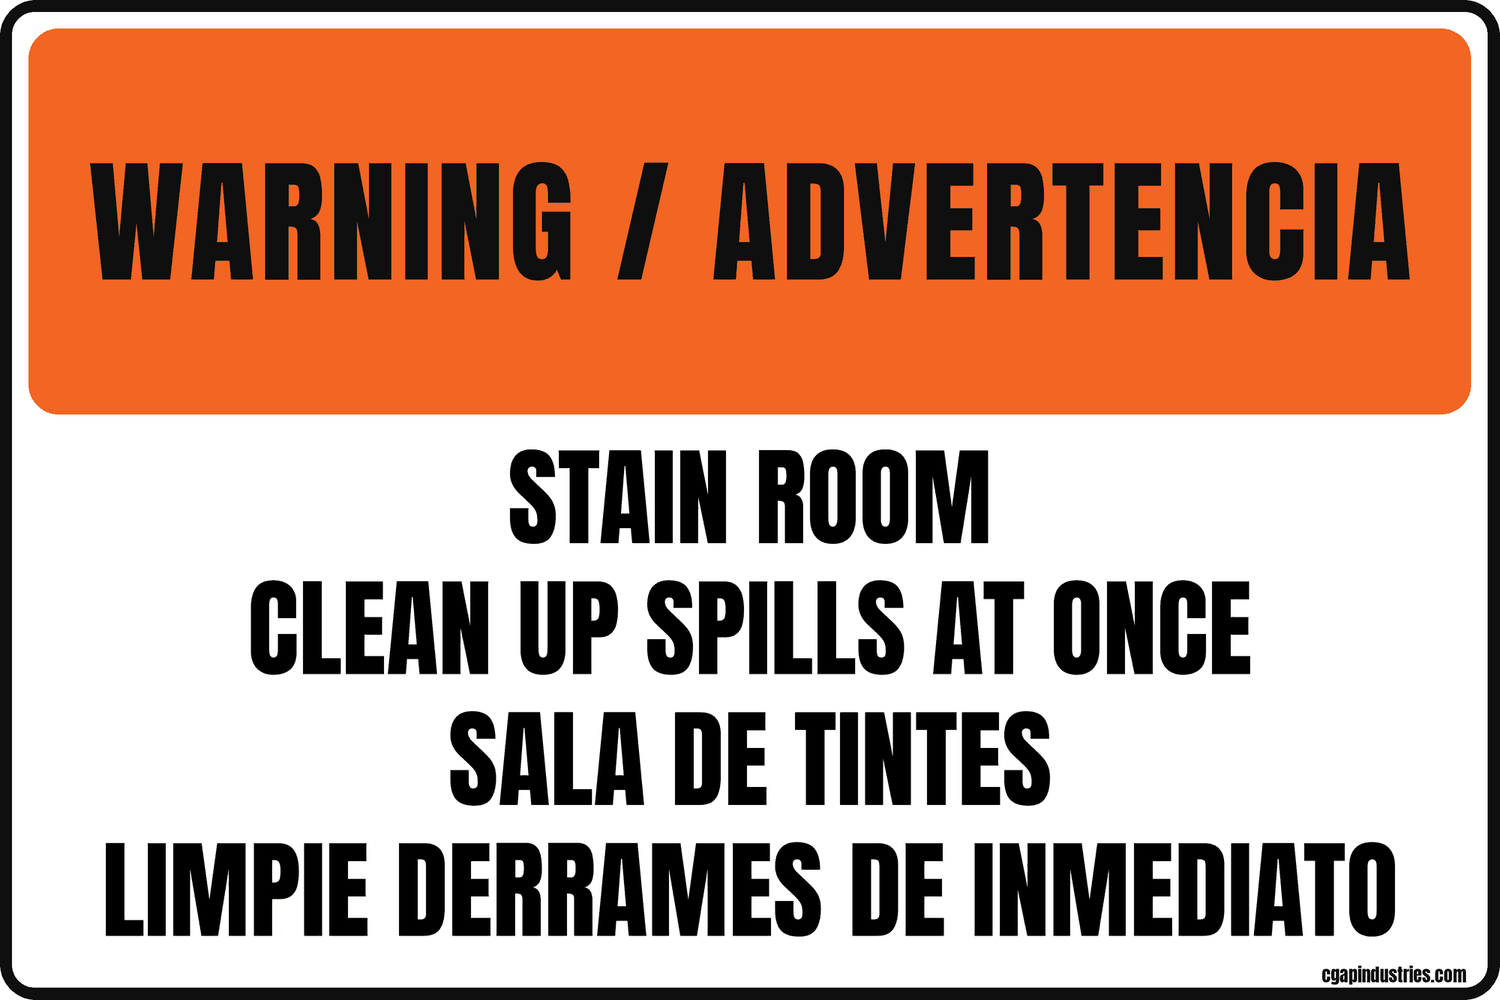 WARNING / ADVERTENCIA
STAIN ROOM
CLEAN UP SPILLS AT ONCE
SALA DE TINTES
LIMPIE DERRAMES DE INMEDIATO
cgapindustries.com